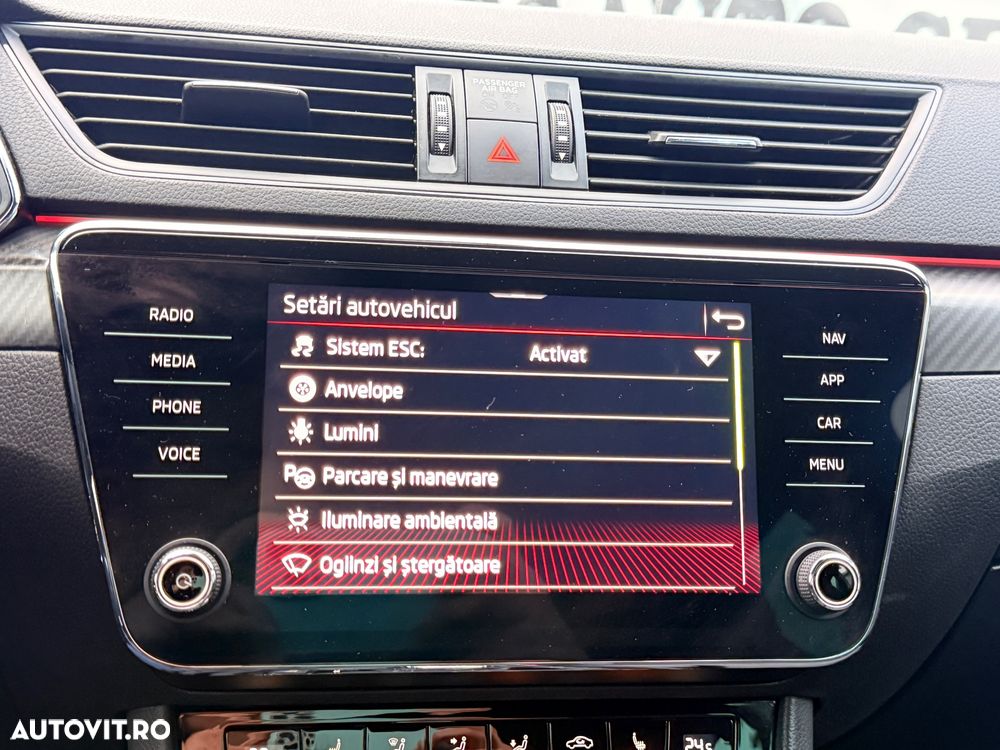 PASSENGER
AIR BAG
RADIO
MEDIA
PHONE
VOICE
Setări autovehicul
Sistem ESC: Activat
Anvelope
Lumini
Parcare și manevrare
Iluminare ambientală
Oglinzi și ștergătoare
NAV
APP
CAR
MENU
AUTOVIT.RO